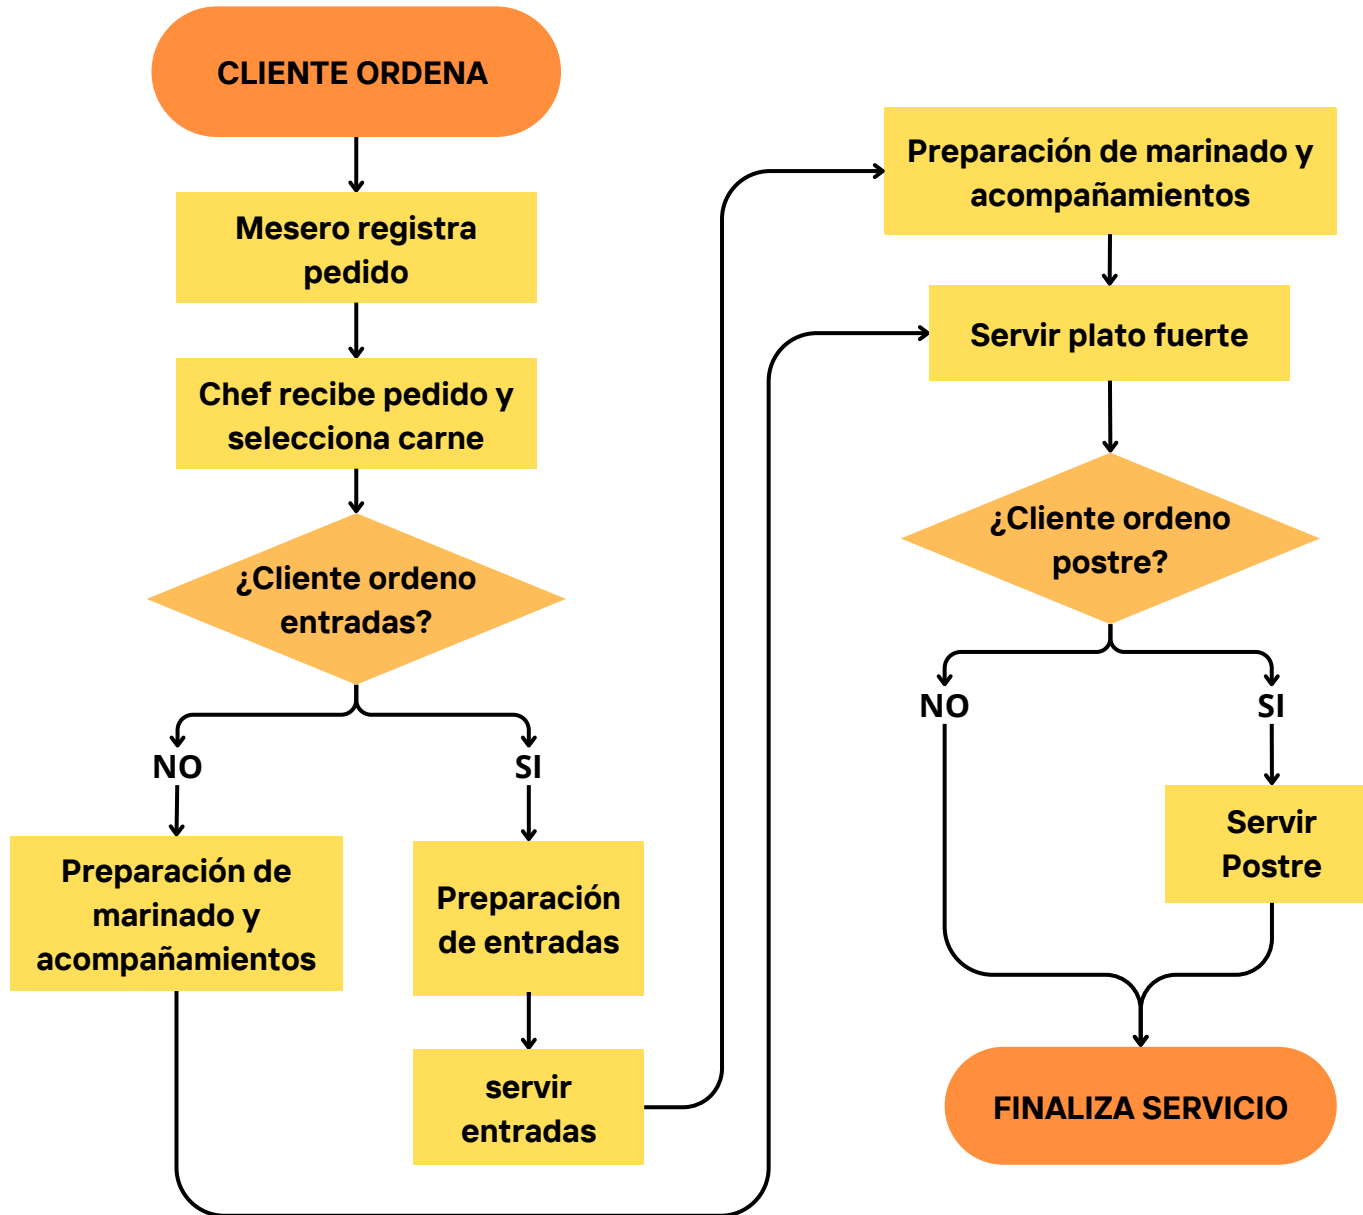 CLIENTE ORDENA
Mesero registra
pedido
Chef recibe pedido y
selecciona carne
¿Cliente ordeno
entradas?
NO
SI
Preparación de
marinado y
acompañamientos
Preparación
de entradas
servir
entradas
Preparación de marinado y
acompañamientos
Servir plato fuerte
¿Cliente ordeno
postre?
NO
SI
Servir
Postre
FINALIZA SERVICIO